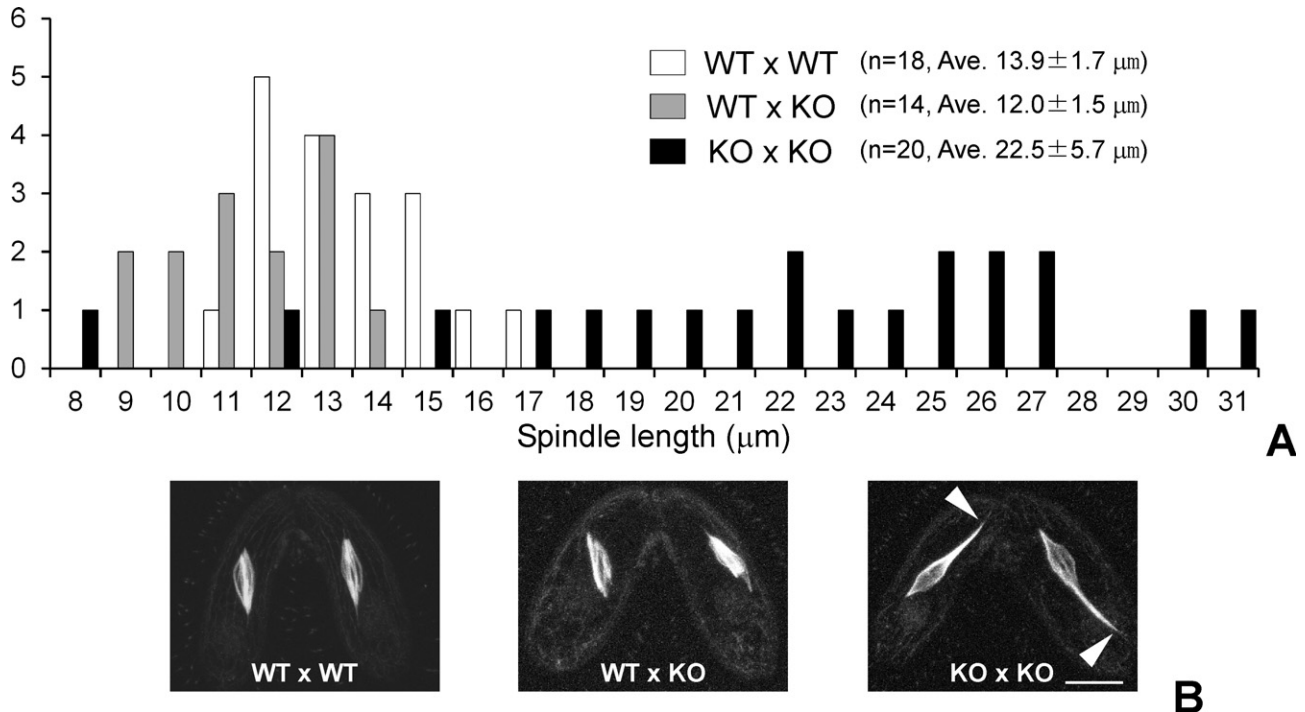 6
5
4
3
2
1
0
WT x WT (n=18, Ave. 13.9±1.7 μm)
WT x KO (n=14, Ave. 12.0±1.5 μm)
KO x KO (n=20, Ave. 22.5±5.7 μm)
8 9 10 11 12 13 14 15 16 17 18 19 20 21 22 23 24 25 26 27 28 29 30 31
Spindle length (μm)
A
WT x WT
WT x KO
KO x KO
B